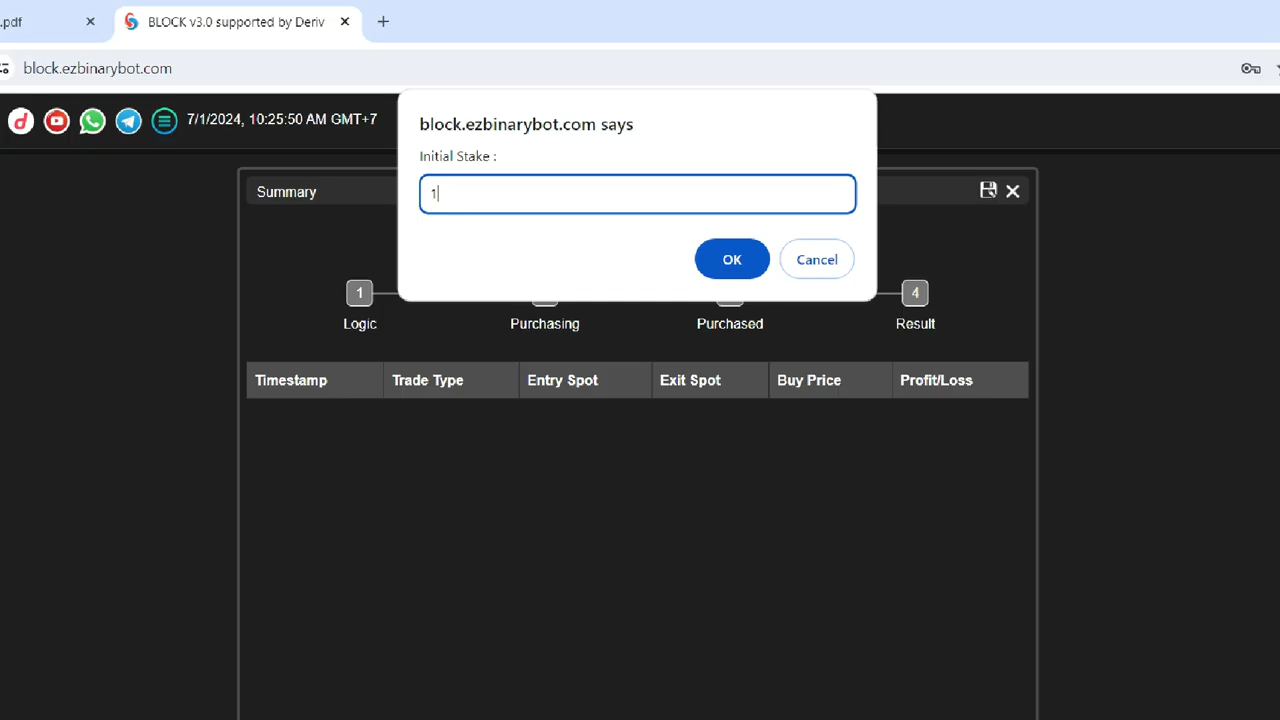 .pdf
BLOCK v3.0 supported by Deriv
block.ezbinarybot.com
7/1/2024, 10:25:50 AM GMT+7
block.ezbinarybot.com says
Initial Stake :
1
OK
Cancel
Summary
1
4
Logic
Purchasing
Purchased
Result
Timestamp
Trade Type
Entry Spot
Exit Spot
Buy Price
Profit/Loss